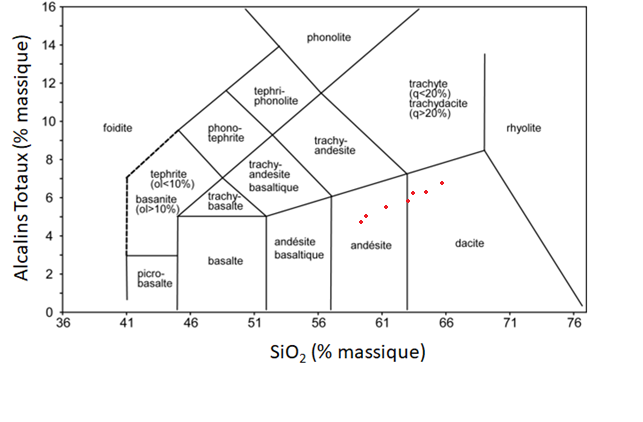 Alcalins Totaux (% massique)
16
14
12
10
8
6
4
2
0
36
41
46
51
56
61
66
71
76
SiO₂ (% massique)
phonolite
tephri-
phonolite
trachyte
(q<20%)
trachydacite
(q>20%)
foidite
phono-
tephrite
trachy-
andesite
rhyolite
tephrite
(ol<10%)
basanite
(ol>10%)
trachy-
andesite
basaltique
trachy-
basalte
andésite
basaltique
andésite
dacite
basalte
picro-
basalte